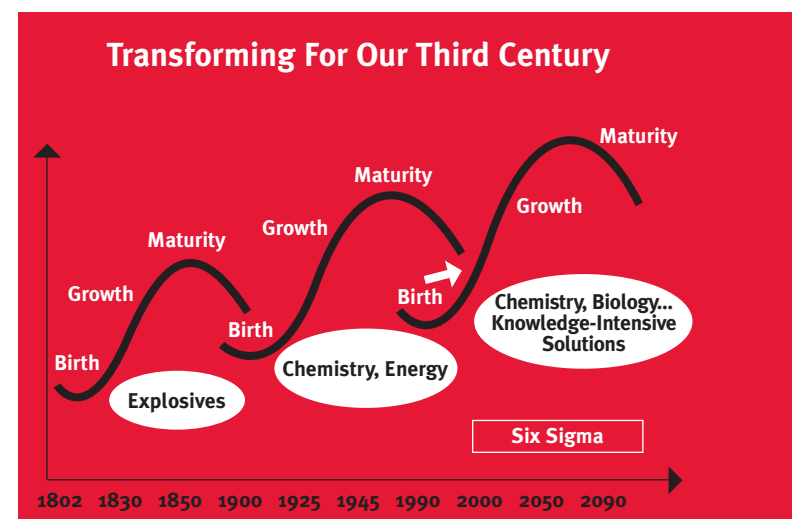 Transforming For Our Third Century
Maturity
Maturity
Growth
Growth
Maturity
Birth
Growth
Chemistry, Biology...
Knowledge-Intensive
Solutions
Birth
Birth
Chemistry, Energy
Explosives
Six Sigma
1802 1830 1850 1900 1925 1945 1990 2000 2050 2090